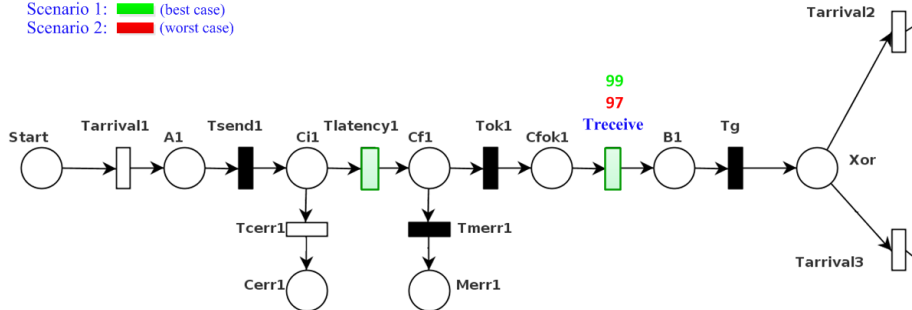 Scenario 1: (best case)
Scenario 2: (worst case)
Tarrival2
99
97
Treceive
Start
Tarrival1
A1
Tsend1
Ci1
Tlatency1
Cf1
Tok1
Cfok1
B1
Tg
Xor
Tcerr1
Tmerr1
Tarrival3
Cerr1
Merr1